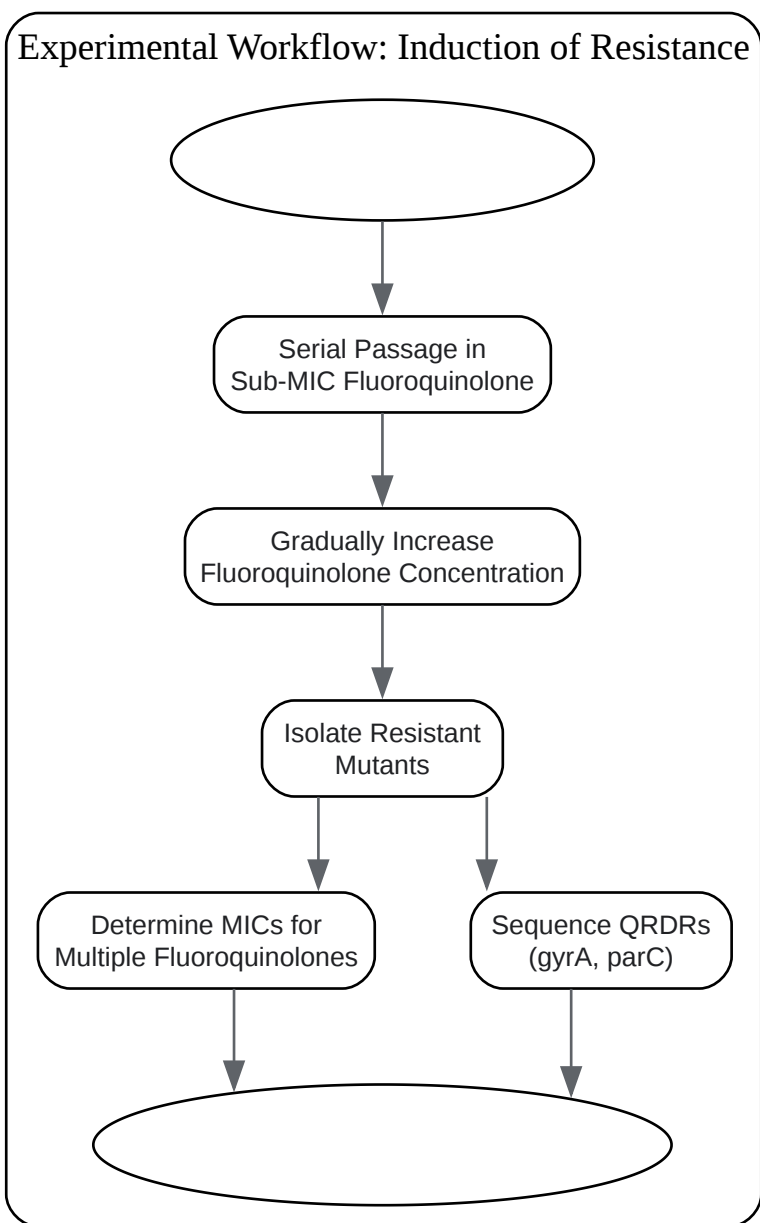 Experimental Workflow: Induction of Resistance
Serial Passage in
Sub-MIC Fluoroquinolone
Gradually Increase
Fluoroquinolone Concentration
Isolate Resistant
Mutants
Determine MICs for
Multiple Fluoroquinolones
Sequence QRDRs
(gyrA, parC)